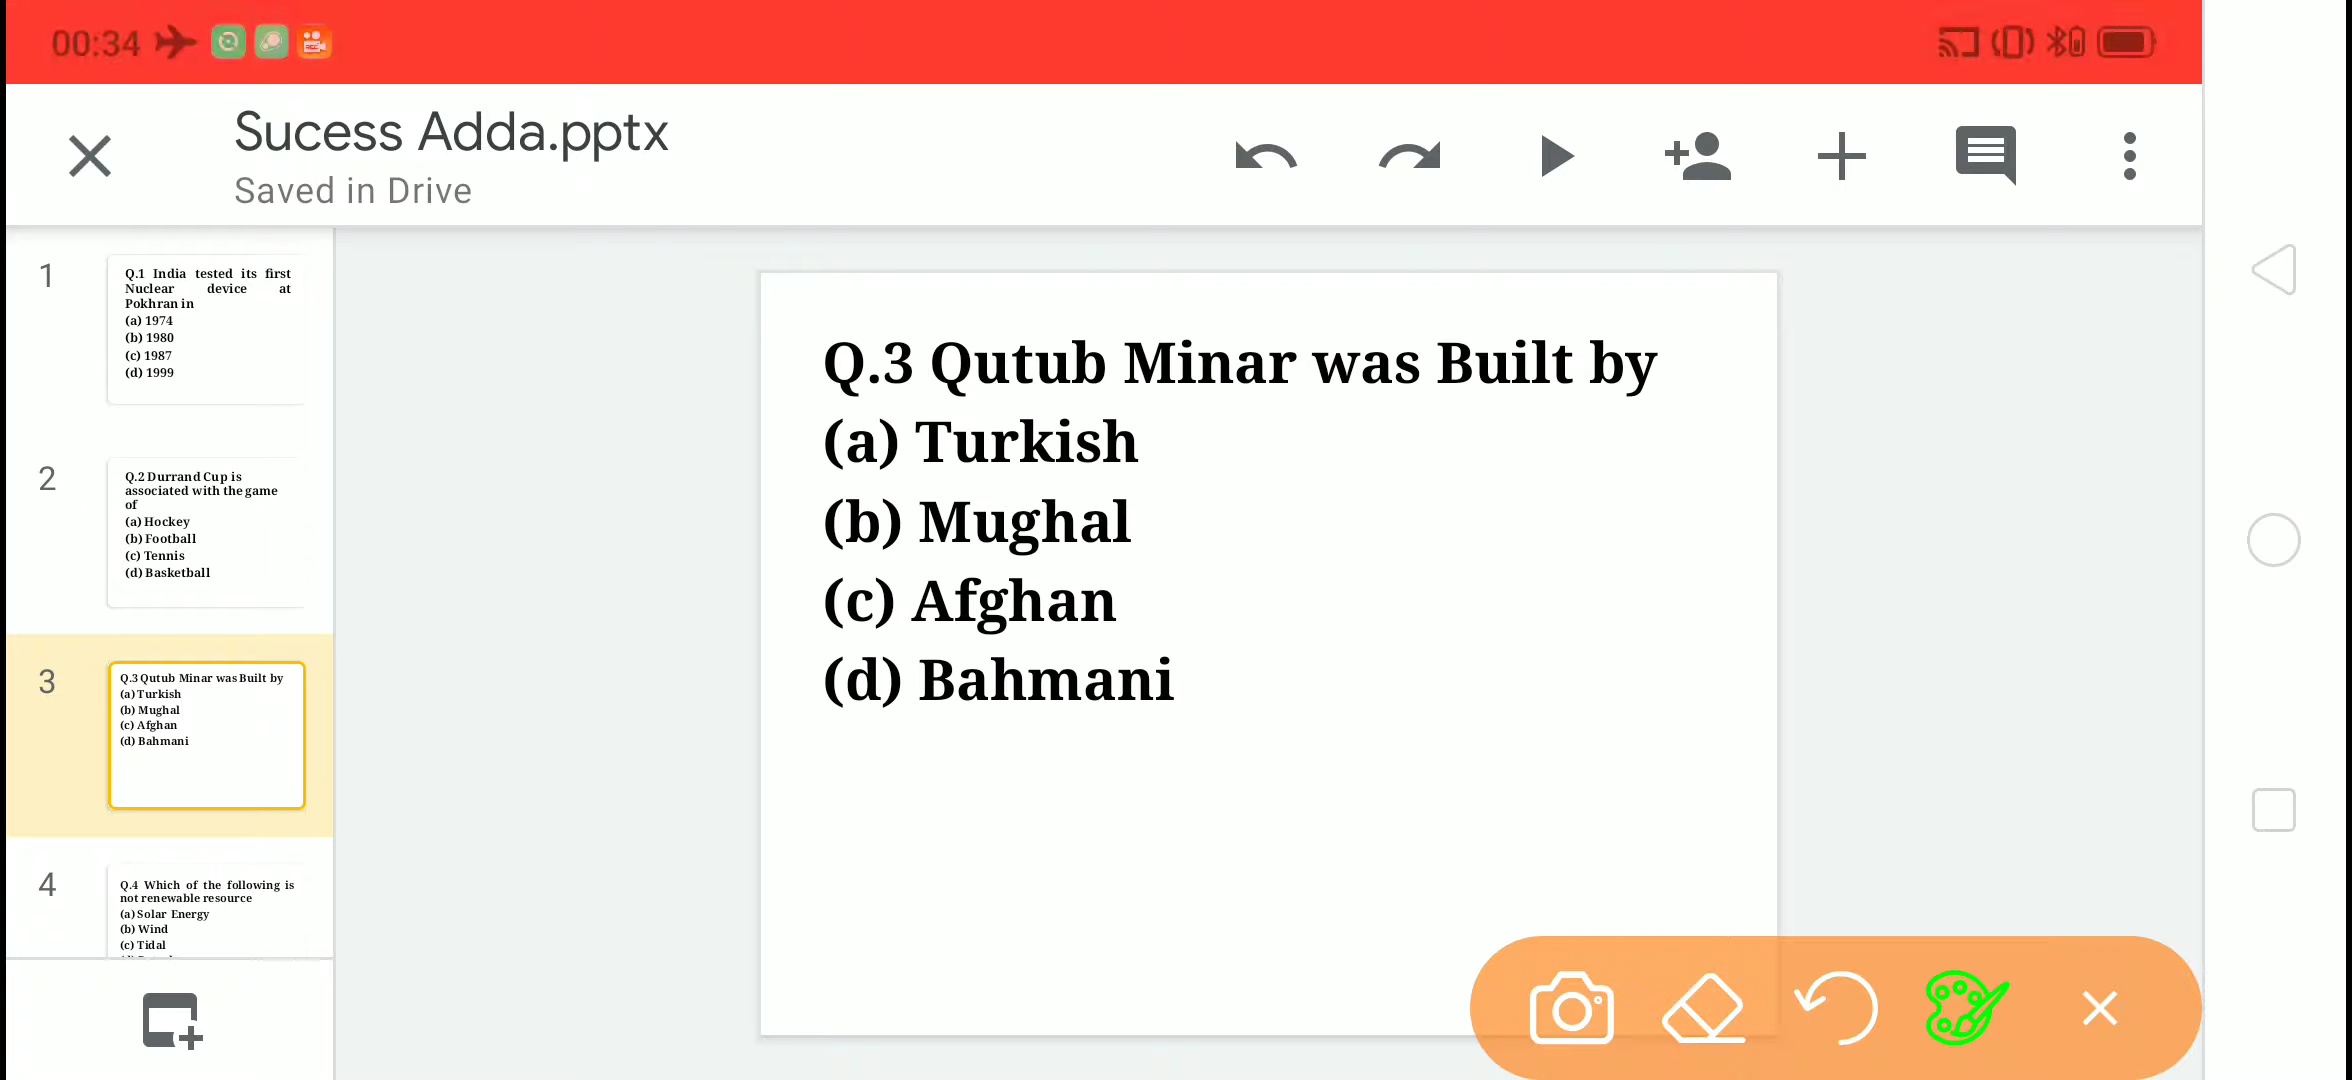 00:34
Sucess Adda.pptx
Saved in Drive
1
Q.1 India tested its first
Nuclear device at
Pokhran in
(a) 1974
(b) 1980
(c) 1987
(d) 1999
2
Q.2 Durrand Cup is
associated with the game
of
(a) Hockey
(b) Football
(c) Tennis
(d) Basketball
3
Q.3 Qutub Minar was Built by
(a) Turkish
(b) Mughal
(c) Afghan
(d) Bahmani
4
Q.4 Which of the following is
not renewable resource
(a) Solar Energy
(b) Wind
(c) Tidal
Q.3 Qutub Minar was Built by
(a) Turkish
(b) Mughal
(c) Afghan
(d) Bahmani